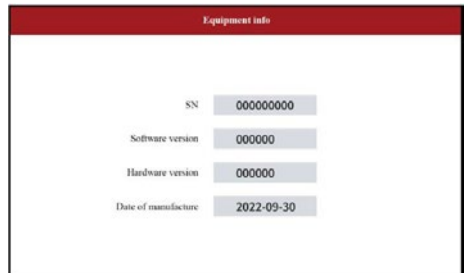 Equipment info
SN 000000000
Software version 000000
Hardware version 000000
Date of manufacture 2022-09-30